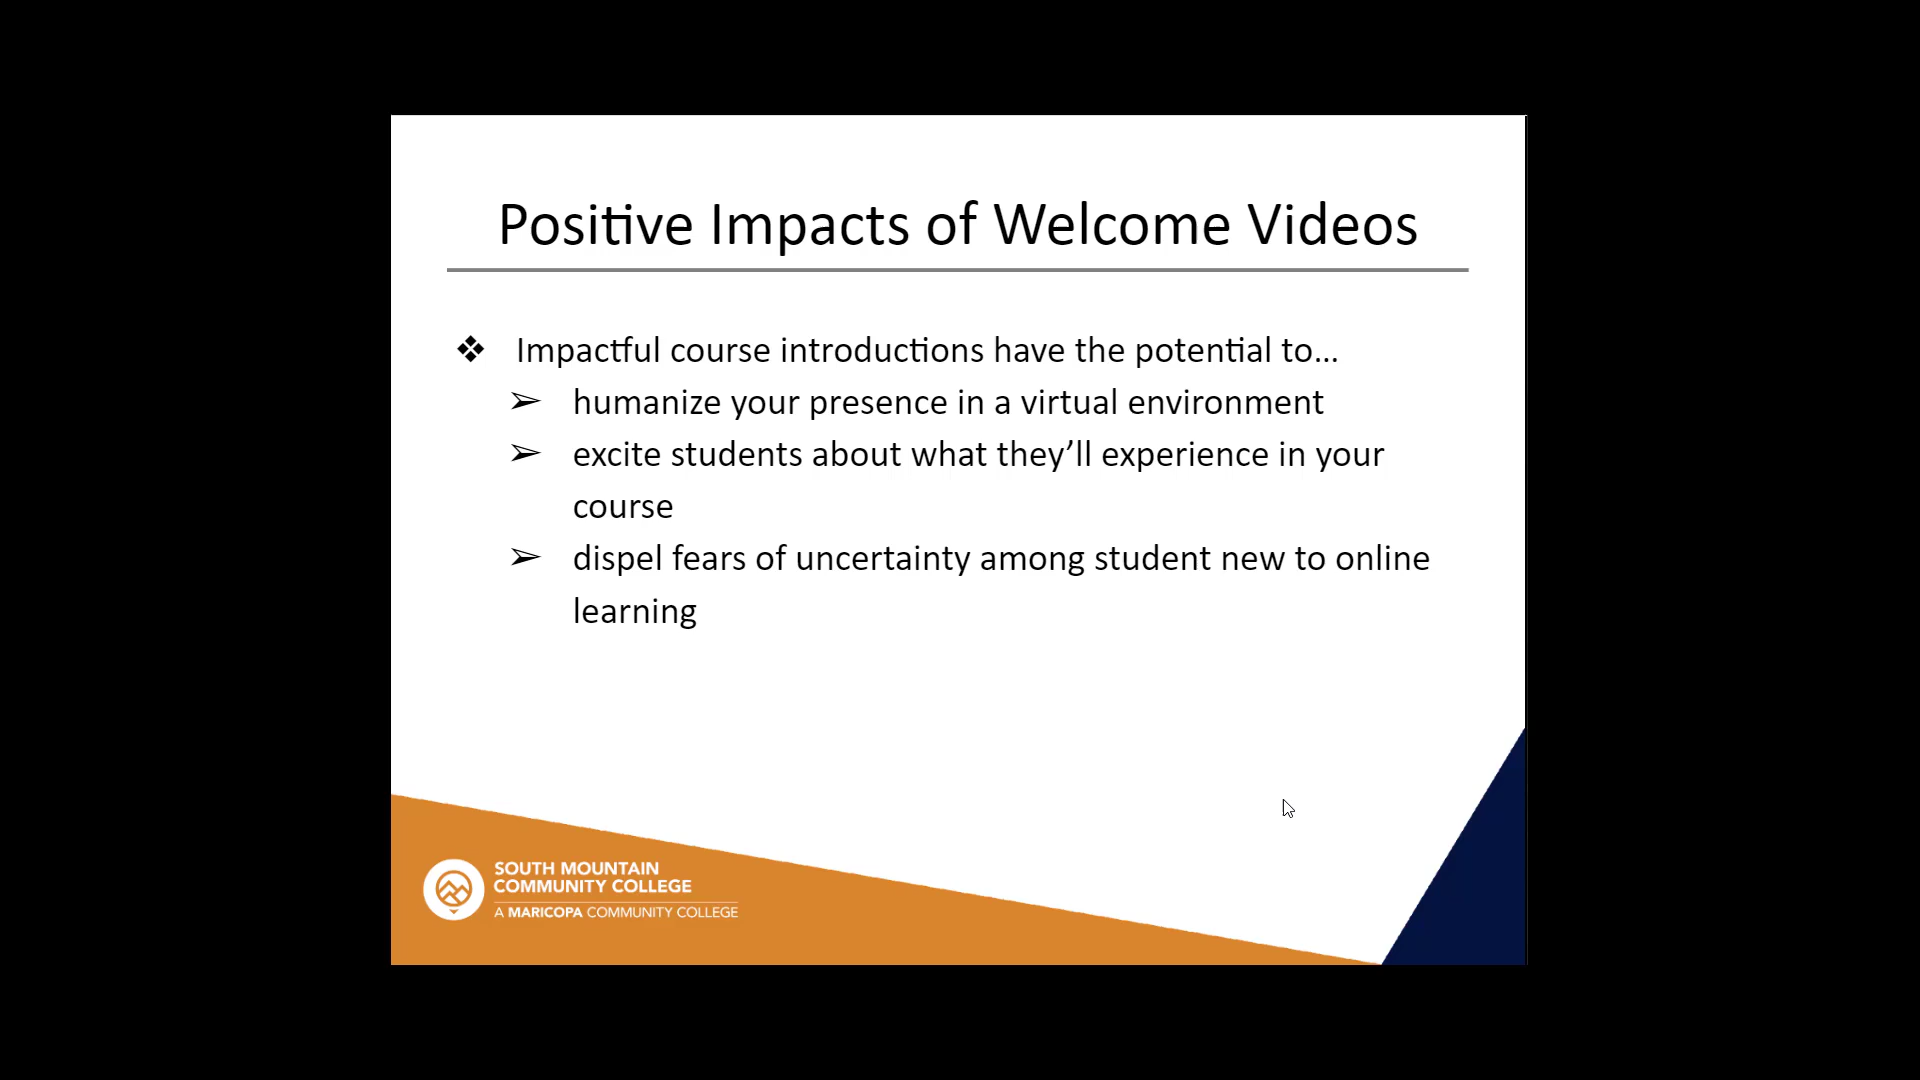 Positive Impacts of Welcome Videos
❖ Impactful course introductions have the potential to...
➢ humanize your presence in a virtual environment
➢ excite students about what they’ll experience in your
course
➢ dispel fears of uncertainty among student new to online
learning
SOUTH MOUNTAIN
COMMUNITY COLLEGE
A MARICOPA COMMUNITY COLLEGE